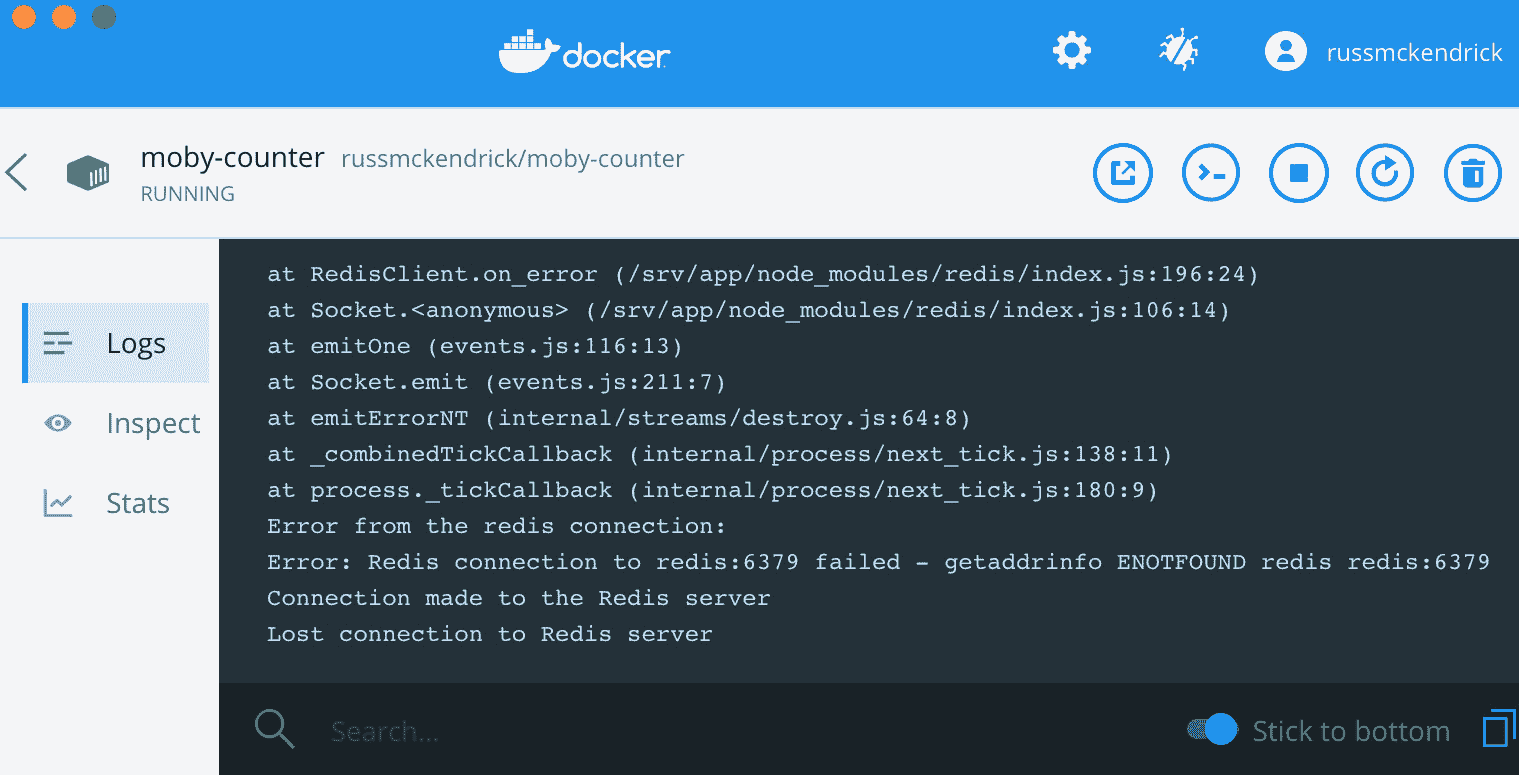 docker
russmckendrick
moby-counter russmckendrick/moby-counter
RUNNING
Logs
Inspect
Stats
at RedisClient.on_error (/srv/app/node_modules/redis/index.js:196:24)
at Socket.<anonymous> (/srv/app/node_modules/redis/index.js:106:14)
at emitOne (events.js:116:13)
at Socket.emit (events.js:211:7)
at emitErrorNT (internal/streams/destroy.js:64:8)
at _combinedTickCallback (internal/process/next_tick.js:138:11)
at process._tickCallback (internal/process/next_tick.js:180:9)
Error from the redis connection:
Error: Redis connection to redis:6379 failed - getaddrinfo ENOTFOUND redis redis:6379
Connection made to the Redis server
Lost connection to Redis server
Search...
Stick to bottom